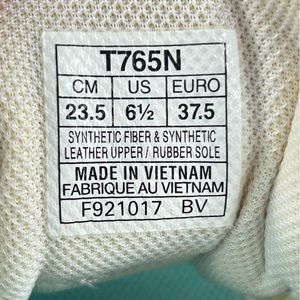 T765N
CM US EURO
23.5 6½ 37.5
SYNTHETIC FIBER & SYNTHETIC
LEATHER UPPER / RUBBER SOLE
MADE IN VIETNAM
FABRIQUE AU VIETNAM
F921017 BV